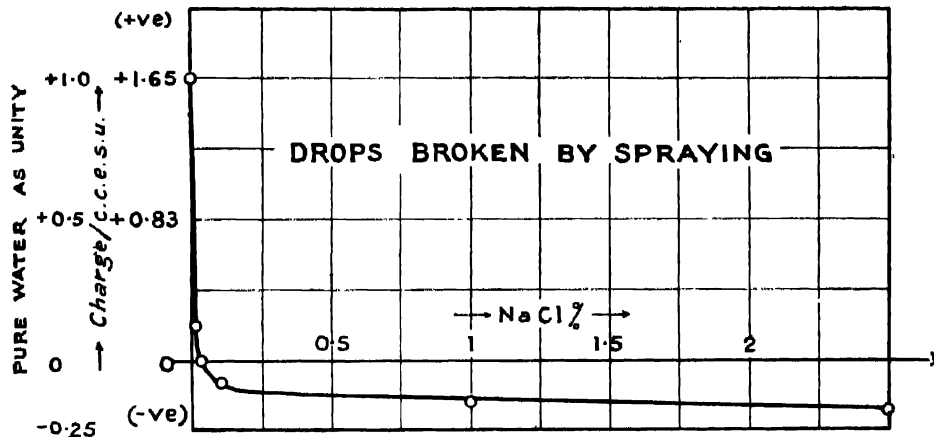 (+ve)
PURE WATER AS UNITY
Charge/c.c.e.s.u.→
+1.0
+1.65
DROPS BROKEN BY SPRAYING
+0.5
+0.83
→ NaCl% →
0.5
1
1.5
2
0
0
(-ve)
-0.25